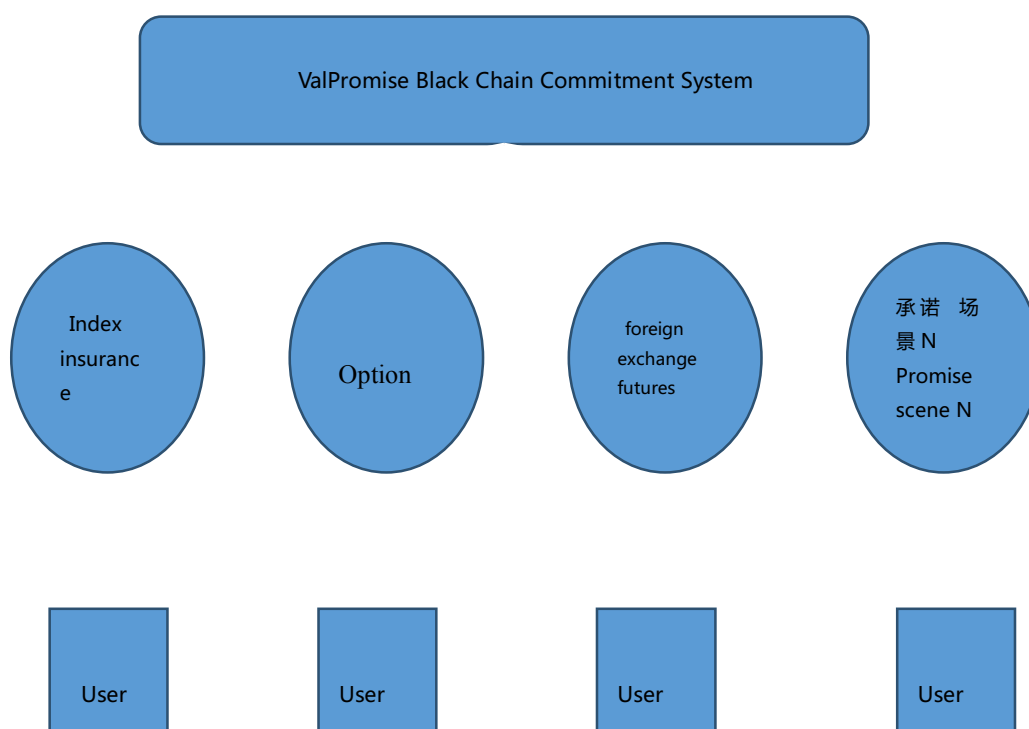 ValPromise Black Chain Commitment System
Index
insuranc
e
Option
foreign
exchange
futures
承诺 场
景 N
Promise
scene N
User
User
User
User